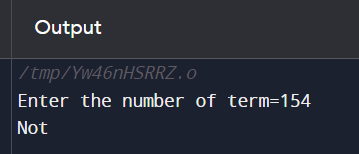 Output
/tmp/Yw46nHSRRZ.o
Enter the number of term=154
Not